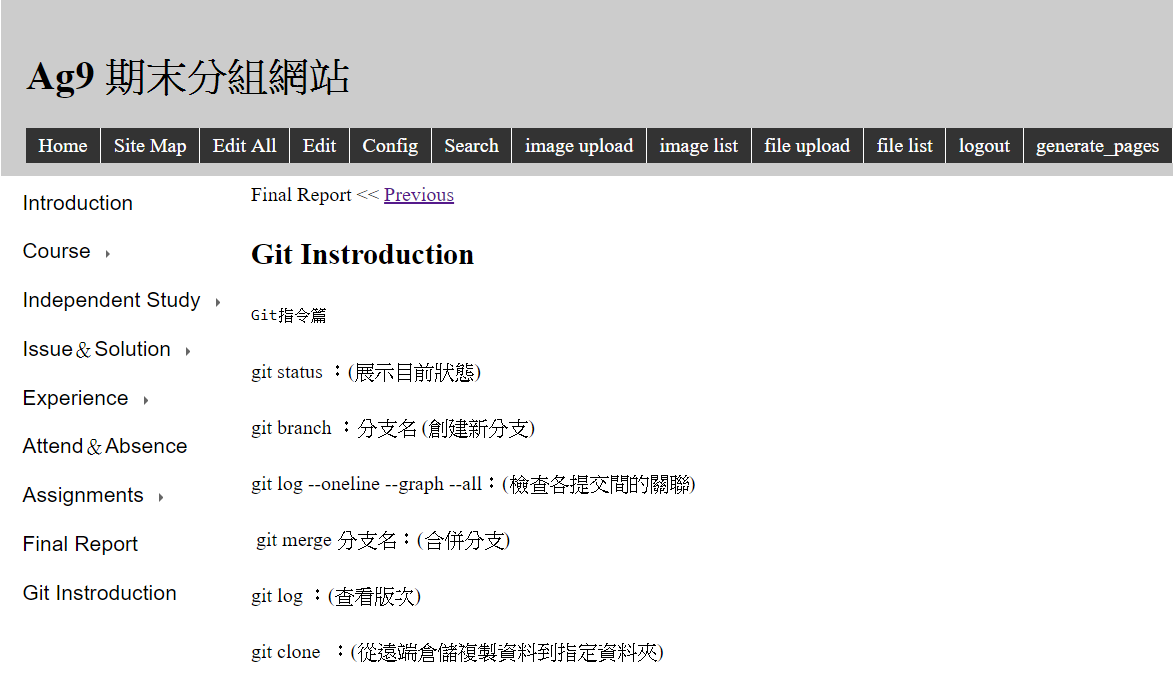 Ag9 期末分組網站
Home Site Map Edit All Edit Config Search image upload image list file upload file list logout generate_pages
Introduction
Course
Independent Study
Issue＆Solution
Experience
Attend＆Absence
Assignments
Final Report
Git Instroduction
Final Report << Previous
Git Instroduction
Git指令篇
git status ：(展示目前狀態)
git branch ：分支名 (創建新分支)
git log --oneline --graph --all：(檢查各提交間的關聯)
git merge 分支名：(合併分支)
git log ：(查看版次)
git clone ：(從遠端倉儲複製資料到指定資料夾)